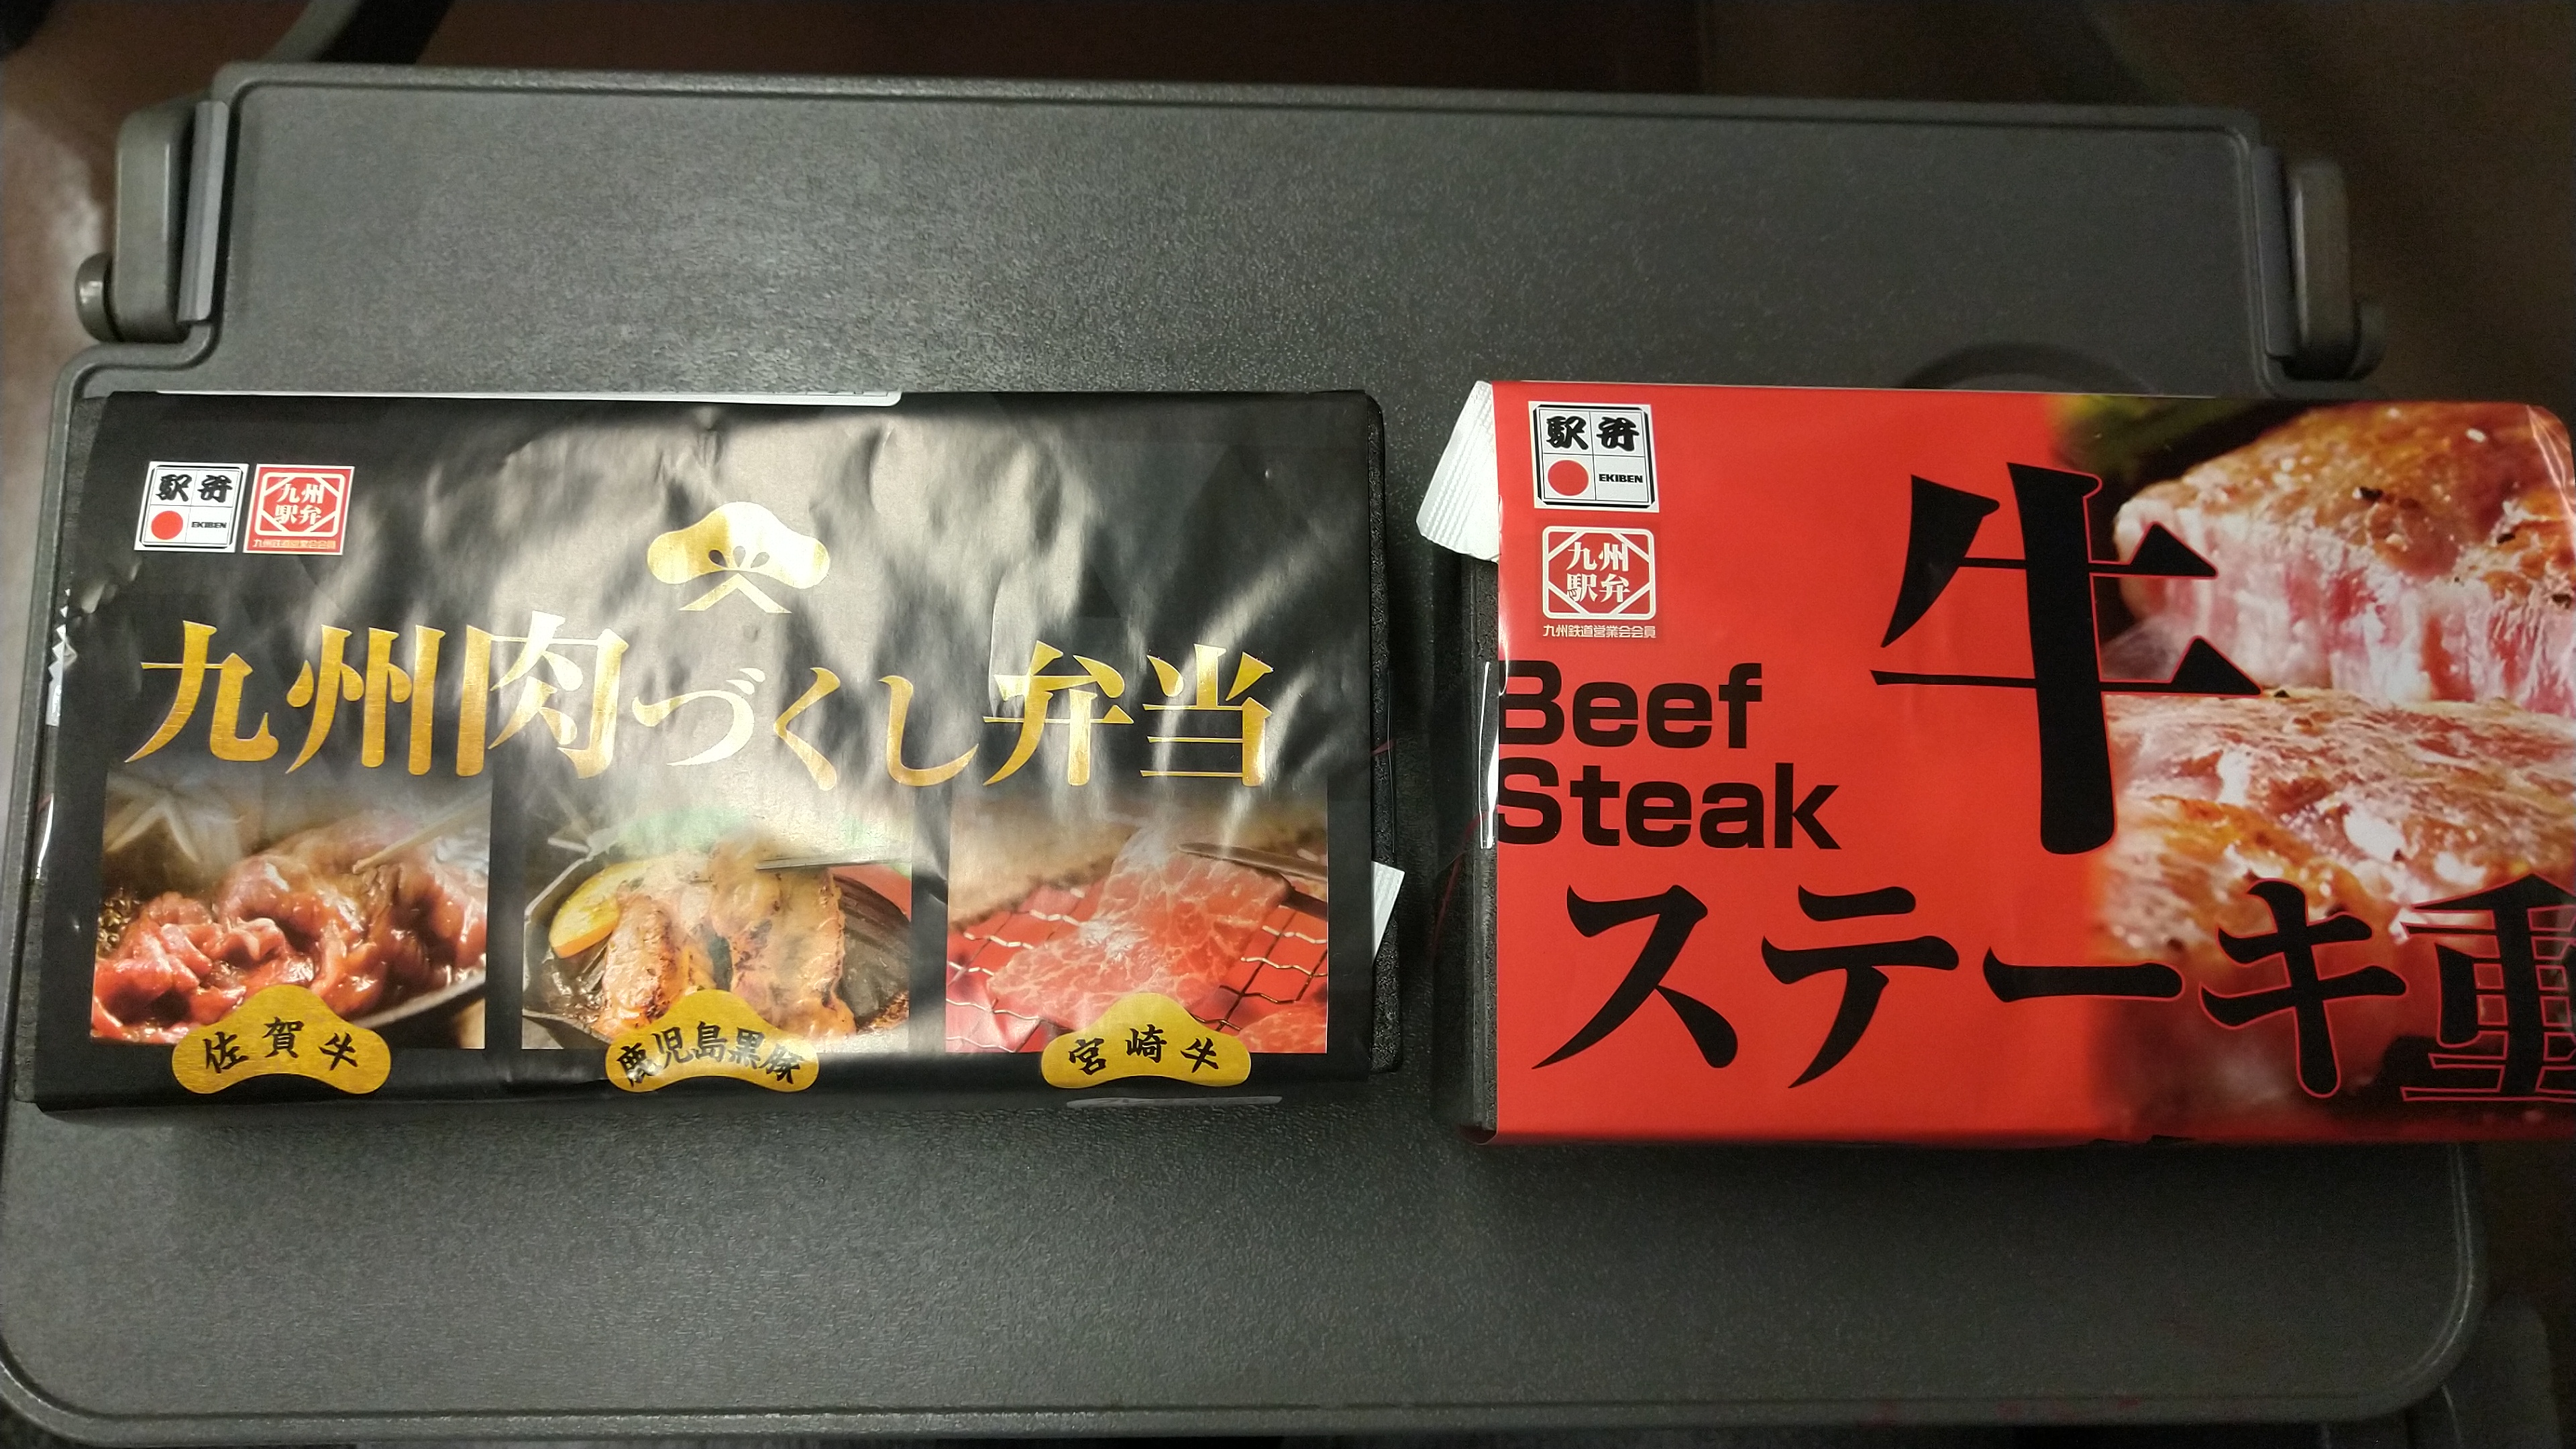 駅弁
EKIBEN
九州
駅弁
九州鉄道営業会会員
九州肉づくし弁当
佐賀牛
鹿児島黒豚
宮崎牛
駅弁
EKIBEN
九州
駅弁
九州鉄道営業会会員
牛
Beef
Steak
ステーキ重